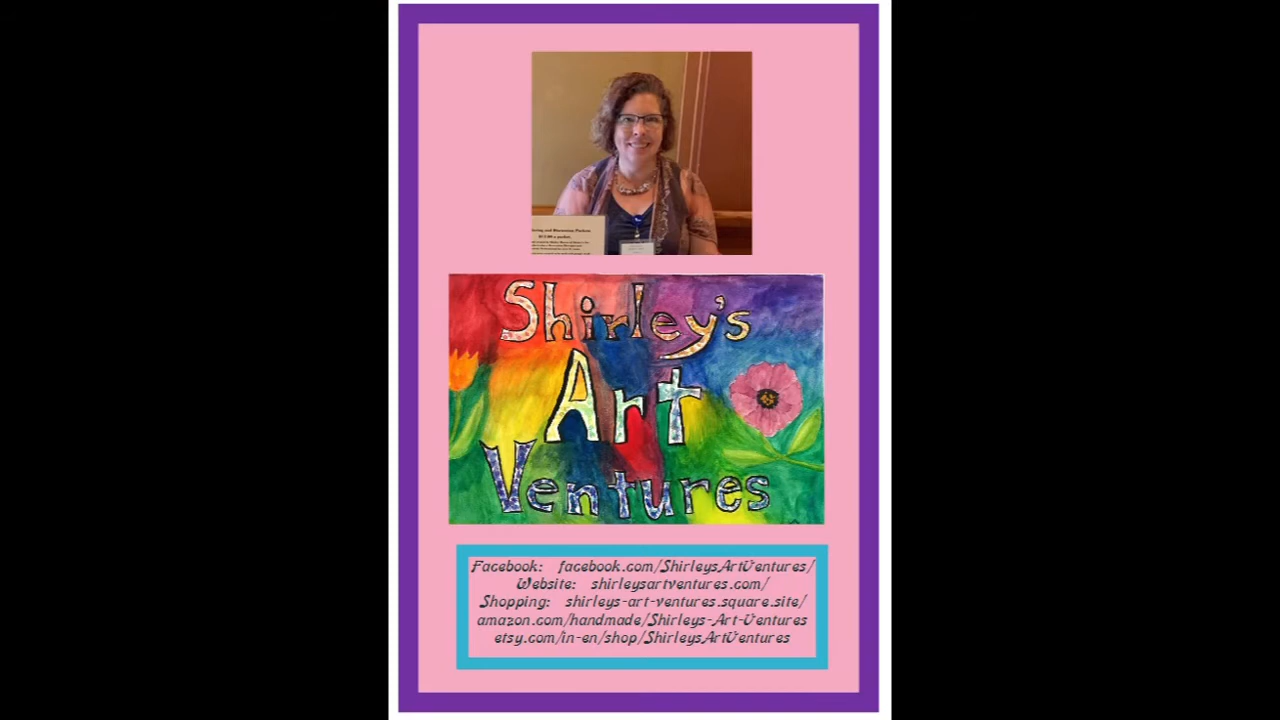 Shirley's
Art
Ventures
Facebook: facebook.com/ShirleysArtVentures/
Website: shirleysartventures.com/
Shopping: shirleys-art-ventures.square.site/
amazon.com/handmade/Shirleys-Art-Ventures
etsy.com/in-en/shop/ShirleysArtVentures